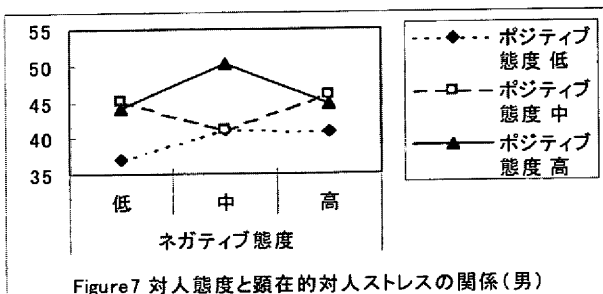 55
50
45
40
35
低
中
高
ネガティブ態度
ポジティブ
態度 低
ポジティブ
態度 中
ポジティブ
態度 高
Figure7 対人態度と顕在的対人ストレスの関係(男)